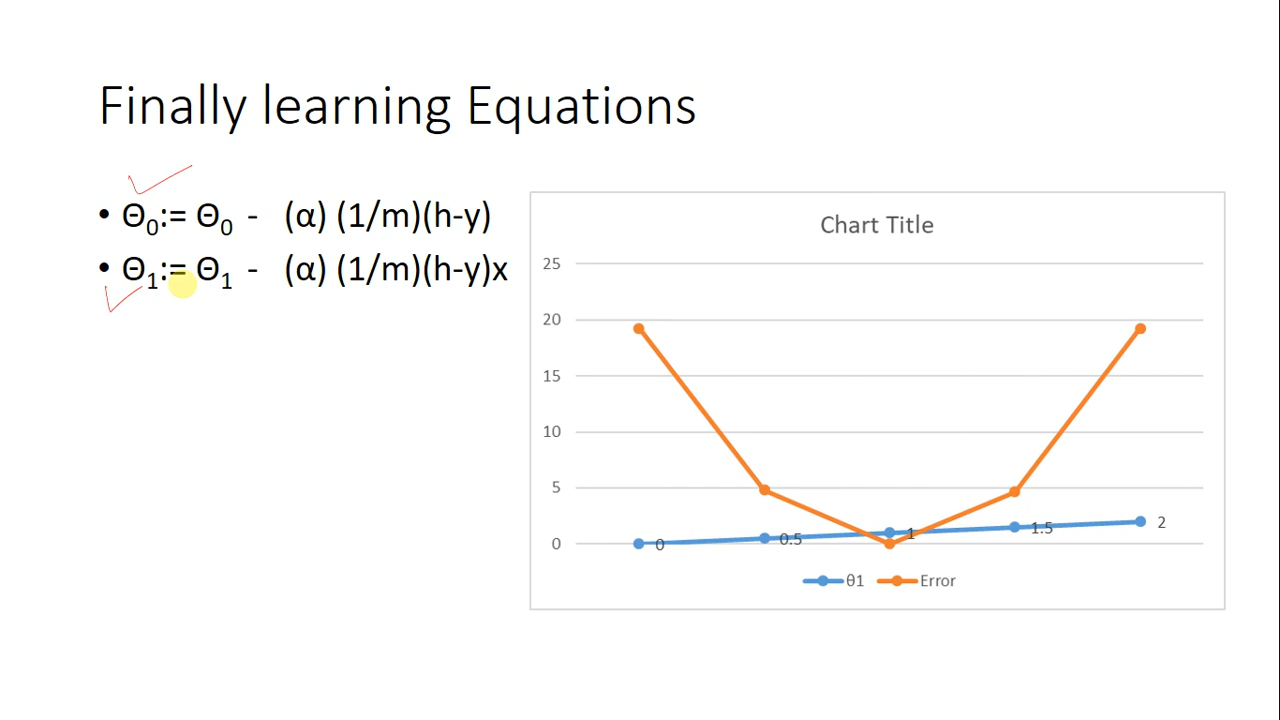 Finally learning Equations
• Θ₀:= Θ₀ - (α) (1/m)(h-y)
• Θ₁:= Θ₁ - (α) (1/m)(h-y)x
Chart Title
25
20
15
10
5
0
0
0.5
1
1.5
2
θ1 Error